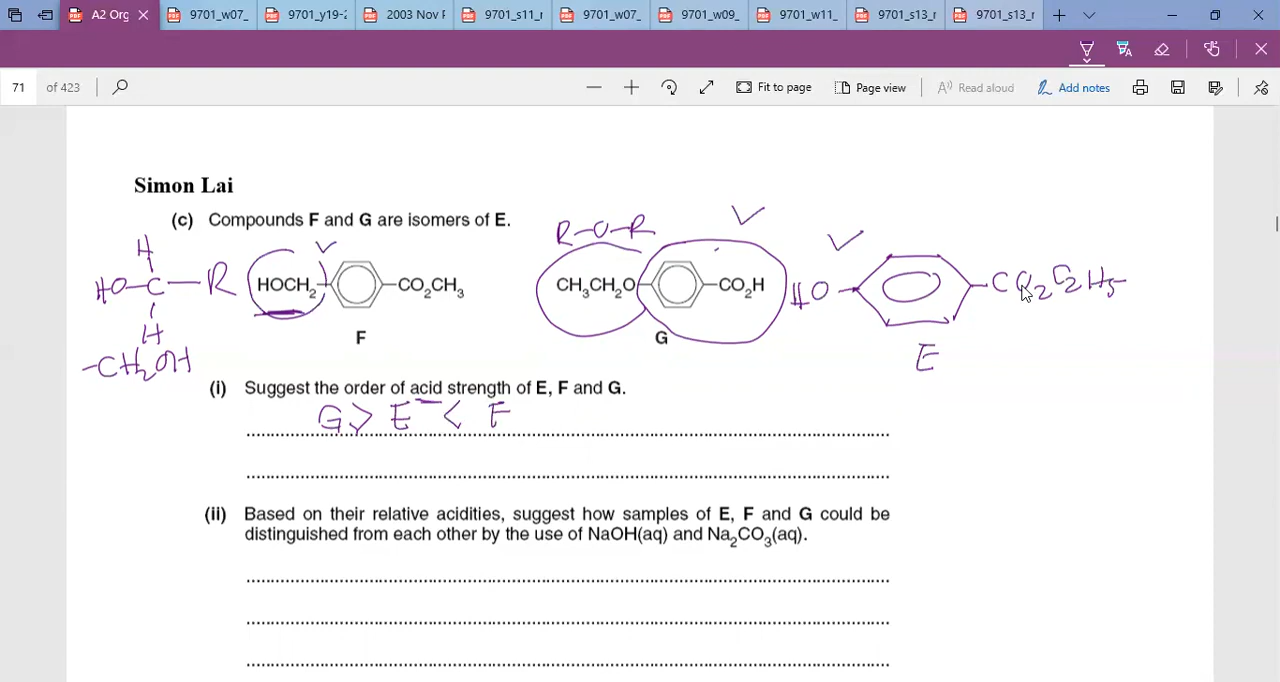 A2 Org 9701_w07_ 9701_y19-2 2003 Nov F 9701_s11_r 9701_w07_ 9701_w09_ 9701_w11_ 9701_s13_r 9701_s13_r
71 of 423 Fit to page Page view Read aloud Add notes
Simon Lai
(c) Compounds F and G are isomers of E.
R-O-R
H
HO-C-R
H
-CH2OH
HOCH2 CO2CH3
F
CH3CH2O CO2H
G
HO
E
(i) Suggest the order of acid strength of E, F and G.
G > E < F
(ii) Based on their relative acidities, suggest how samples of E, F and G could be
distinguished from each other by the use of NaOH(aq) and Na2CO3(aq).